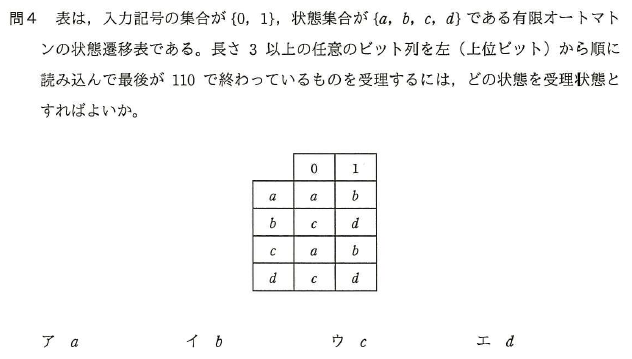 問4 表は，入力記号の集合が {0, 1}，状態集合が {a, b, c, d} である有限オートマト
ンの状態遷移表である。長さ 3 以上の任意のビット列を左（上位ビット）から順に
読み込んで最後が 110 で終わっているものを受理するには，どの状態を受理状態と
すればよいか。
0 1
a a b
b c d
c a b
d c d
ア a イ b ウ c エ d